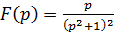 F(p) = p/(p²+1)²